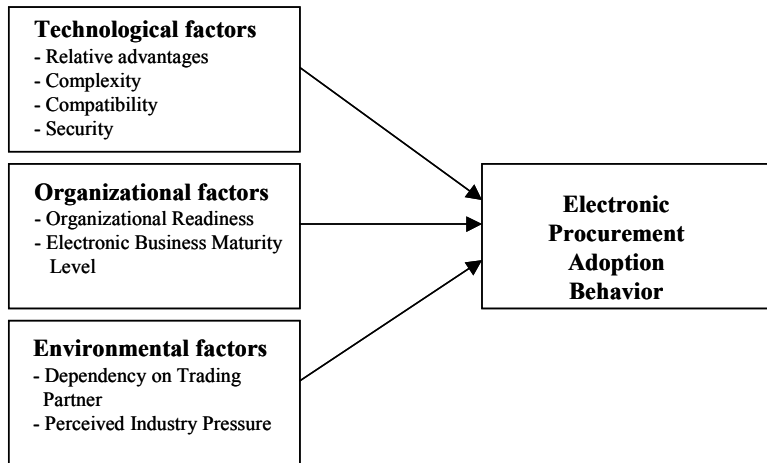 Technological factors
- Relative advantages
- Complexity
- Compatibility
- Security
Organizational factors
- Organizational Readiness
- Electronic Business Maturity
Level
Environmental factors
- Dependency on Trading
Partner
- Perceived Industry Pressure
Electronic
Procurement
Adoption
Behavior